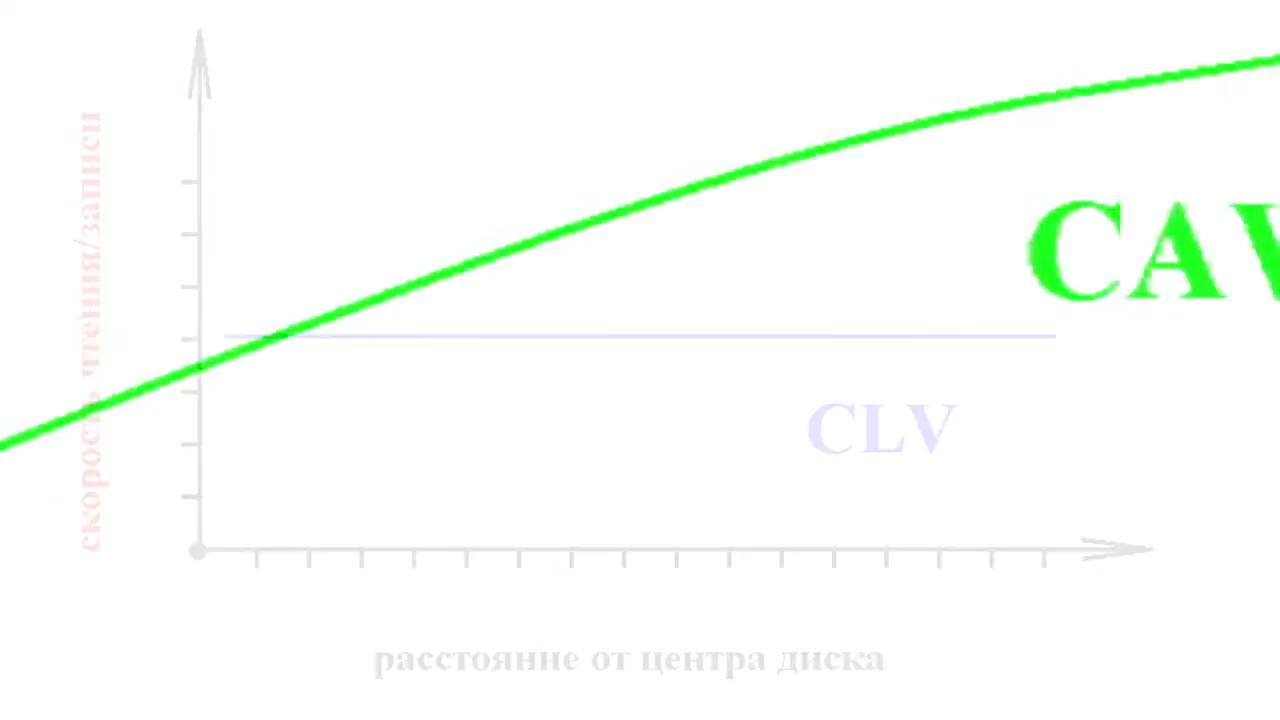 скорость чтения/записи
CAV
CLV
расстояние от центра диска